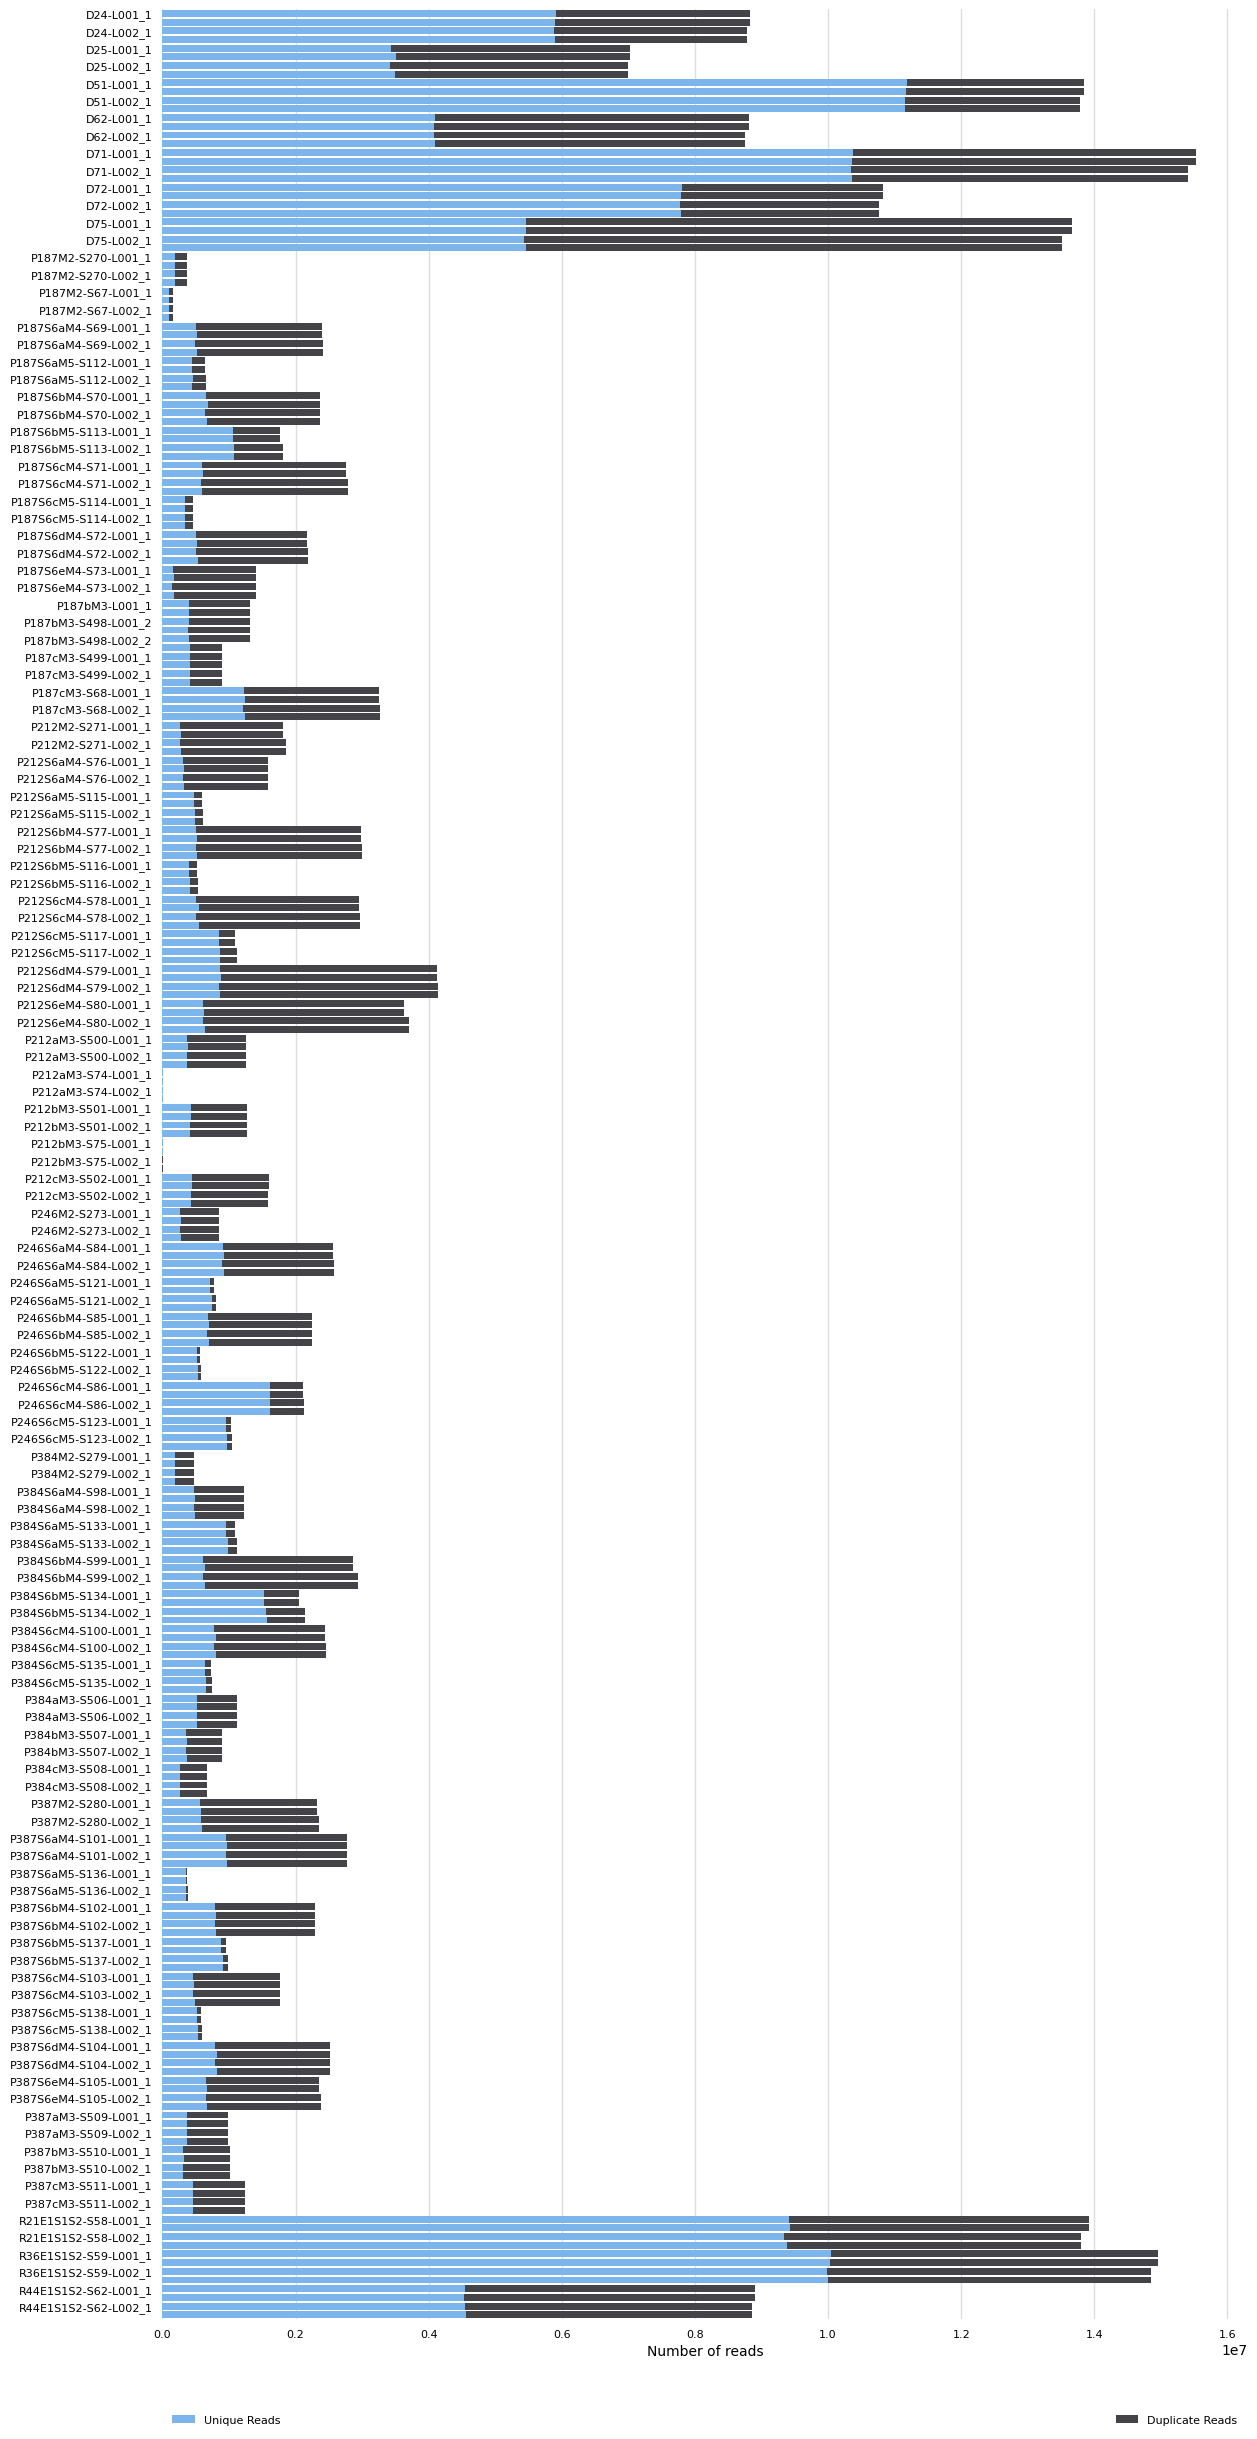 D24-L001_1
D24-L002_1
D25-L001_1
D25-L002_1
D51-L001_1
D51-L002_1
D62-L001_1
D62-L002_1
D71-L001_1
D71-L002_1
D72-L001_1
D72-L002_1
D75-L001_1
D75-L002_1
P187M2-S270-L001_1
P187M2-S270-L002_1
P187M2-S67-L001_1
P187M2-S67-L002_1
P187S6aM4-S69-L001_1
P187S6aM4-S69-L002_1
P187S6aM5-S112-L001_1
P187S6aM5-S112-L002_1
P187S6bM4-S70-L001_1
P187S6bM4-S70-L002_1
P187S6bM5-S113-L001_1
P187S6bM5-S113-L002_1
P187S6cM4-S71-L001_1
P187S6cM4-S71-L002_1
P187S6cM5-S114-L001_1
P187S6cM5-S114-L002_1
P187S6dM4-S72-L001_1
P187S6dM4-S72-L002_1
P187S6eM4-S73-L001_1
P187S6eM4-S73-L002_1
P187bM3-L001_1
P187bM3-S498-L001_2
P187bM3-S498-L002_2
P187cM3-S499-L001_1
P187cM3-S499-L002_1
P187cM3-S68-L001_1
P187cM3-S68-L002_1
P212M2-S271-L001_1
P212M2-S271-L002_1
P212S6aM4-S76-L001_1
P212S6aM4-S76-L002_1
P212S6aM5-S115-L001_1
P212S6aM5-S115-L002_1
P212S6bM4-S77-L001_1
P212S6bM4-S77-L002_1
P212S6bM5-S116-L001_1
P212S6bM5-S116-L002_1
P212S6cM4-S78-L001_1
P212S6cM4-S78-L002_1
P212S6cM5-S117-L001_1
P212S6cM5-S117-L002_1
P212S6dM4-S79-L001_1
P212S6dM4-S79-L002_1
P212S6eM4-S80-L001_1
P212S6eM4-S80-L002_1
P212aM3-S500-L001_1
P212aM3-S500-L002_1
P212aM3-S74-L001_1
P212aM3-S74-L002_1
P212bM3-S501-L001_1
P212bM3-S501-L002_1
P212bM3-S75-L001_1
P212bM3-S75-L002_1
P212cM3-S502-L001_1
P212cM3-S502-L002_1
P246M2-S273-L001_1
P246M2-S273-L002_1
P246S6aM4-S84-L001_1
P246S6aM4-S84-L002_1
P246S6aM5-S121-L001_1
P246S6aM5-S121-L002_1
P246S6bM4-S85-L001_1
P246S6bM4-S85-L002_1
P246S6bM5-S122-L001_1
P246S6bM5-S122-L002_1
P246S6cM4-S86-L001_1
P246S6cM4-S86-L002_1
P246S6cM5-S123-L001_1
P246S6cM5-S123-L002_1
P384M2-S279-L001_1
P384M2-S279-L002_1
P384S6aM4-S98-L001_1
P384S6aM4-S98-L002_1
P384S6aM5-S133-L001_1
P384S6aM5-S133-L002_1
P384S6bM4-S99-L001_1
P384S6bM4-S99-L002_1
P384S6bM5-S134-L001_1
P384S6bM5-S134-L002_1
P384S6cM4-S100-L001_1
P384S6cM4-S100-L002_1
P384S6cM5-S135-L001_1
P384S6cM5-S135-L002_1
P384aM3-S506-L001_1
P384aM3-S506-L002_1
P384bM3-S507-L001_1
P384bM3-S507-L002_1
P384cM3-S508-L001_1
P384cM3-S508-L002_1
P387M2-S280-L001_1
P387M2-S280-L002_1
P387S6aM4-S101-L001_1
P387S6aM4-S101-L002_1
P387S6aM5-S136-L001_1
P387S6aM5-S136-L002_1
P387S6bM4-S102-L001_1
P387S6bM4-S102-L002_1
P387S6bM5-S137-L001_1
P387S6bM5-S137-L002_1
P387S6cM4-S103-L001_1
P387S6cM4-S103-L002_1
P387S6cM5-S138-L001_1
P387S6cM5-S138-L002_1
P387S6dM4-S104-L001_1
P387S6dM4-S104-L002_1
P387S6eM4-S105-L001_1
P387S6eM4-S105-L002_1
P387aM3-S509-L001_1
P387aM3-S509-L002_1
P387bM3-S510-L001_1
P387bM3-S510-L002_1
P387cM3-S511-L001_1
P387cM3-S511-L002_1
R21E1S1S2-S58-L001_1
R21E1S1S2-S58-L002_1
R36E1S1S2-S59-L001_1
R36E1S1S2-S59-L002_1
R44E1S1S2-S62-L001_1
R44E1S1S2-S62-L002_1
0.0 0.2 0.4 0.6 0.8 1.0 1.2 1.4 1.6
Number of reads 1e7
Unique Reads Duplicate Reads